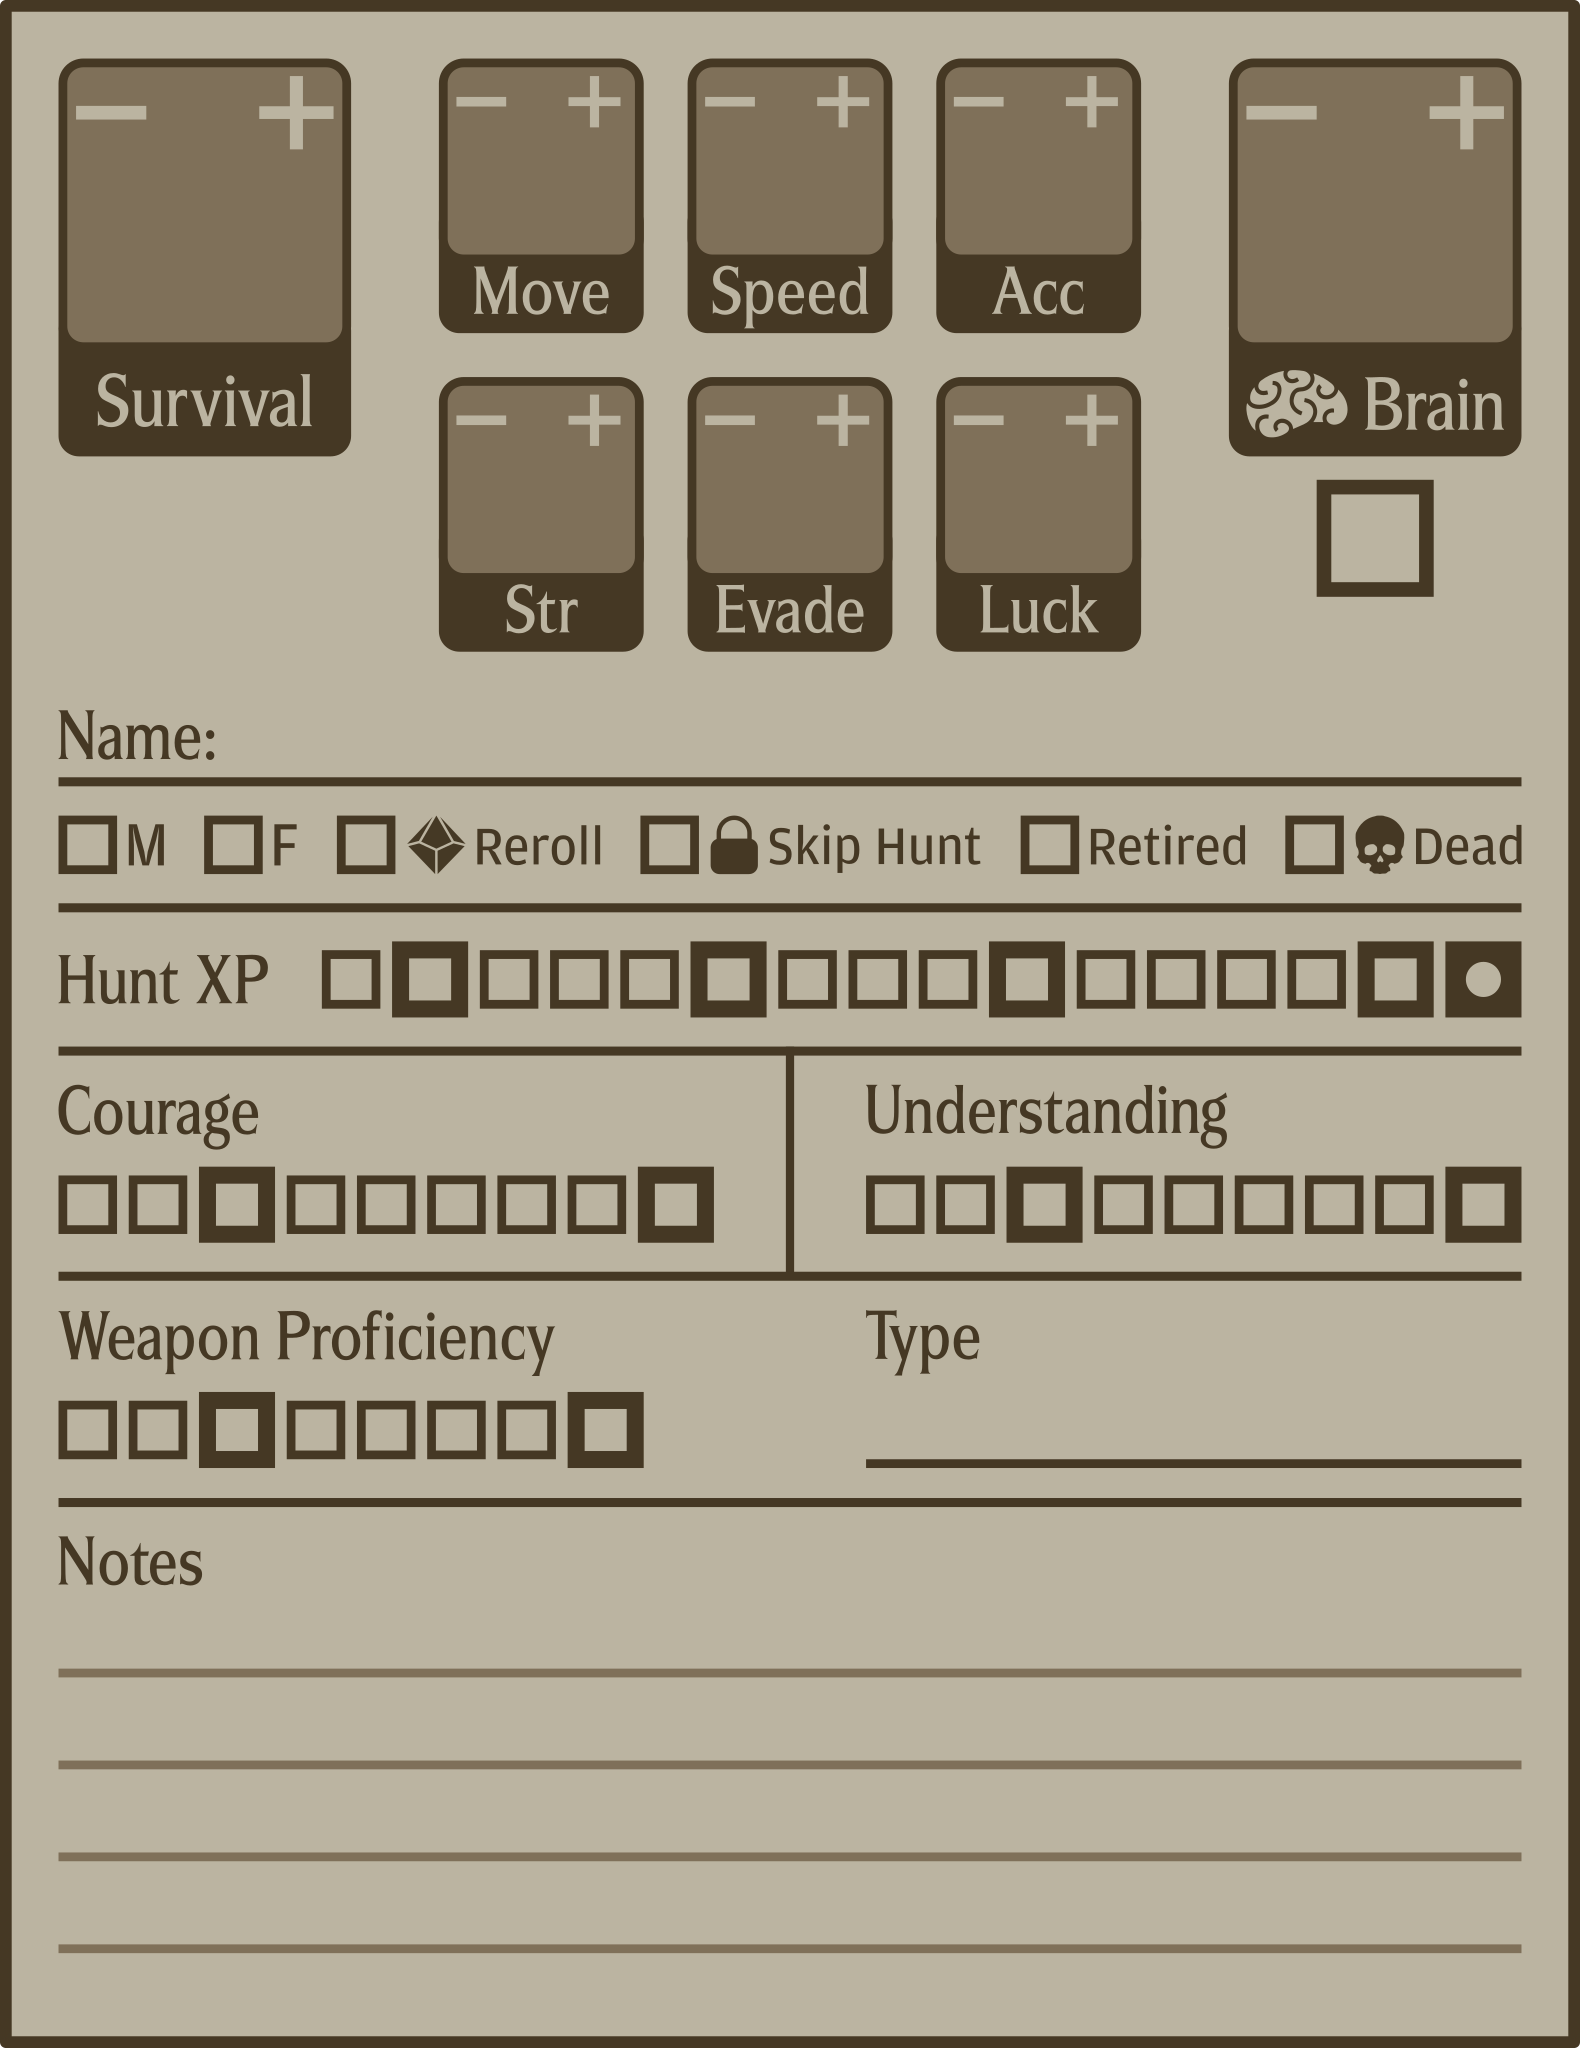 − + − + − + − + − +
Move Speed Acc
Survival Brain
− + − + − +
Str Evade Luck
Name:
M F Reroll Skip Hunt Retired Dead
Hunt XP
Courage Understanding
Weapon Proficiency Type
Notes